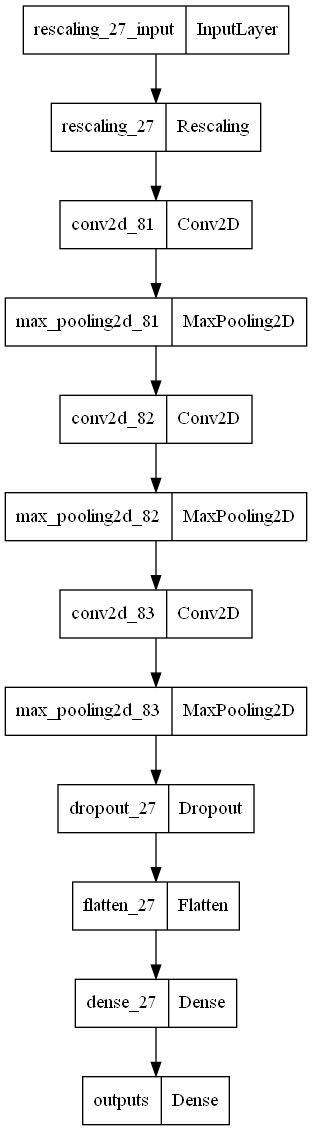 rescaling_27_input InputLayer
rescaling_27 Rescaling
conv2d_81 Conv2D
max_pooling2d_81 MaxPooling2D
conv2d_82 Conv2D
max_pooling2d_82 MaxPooling2D
conv2d_83 Conv2D
max_pooling2d_83 MaxPooling2D
dropout_27 Dropout
flatten_27 Flatten
dense_27 Dense
outputs Dense